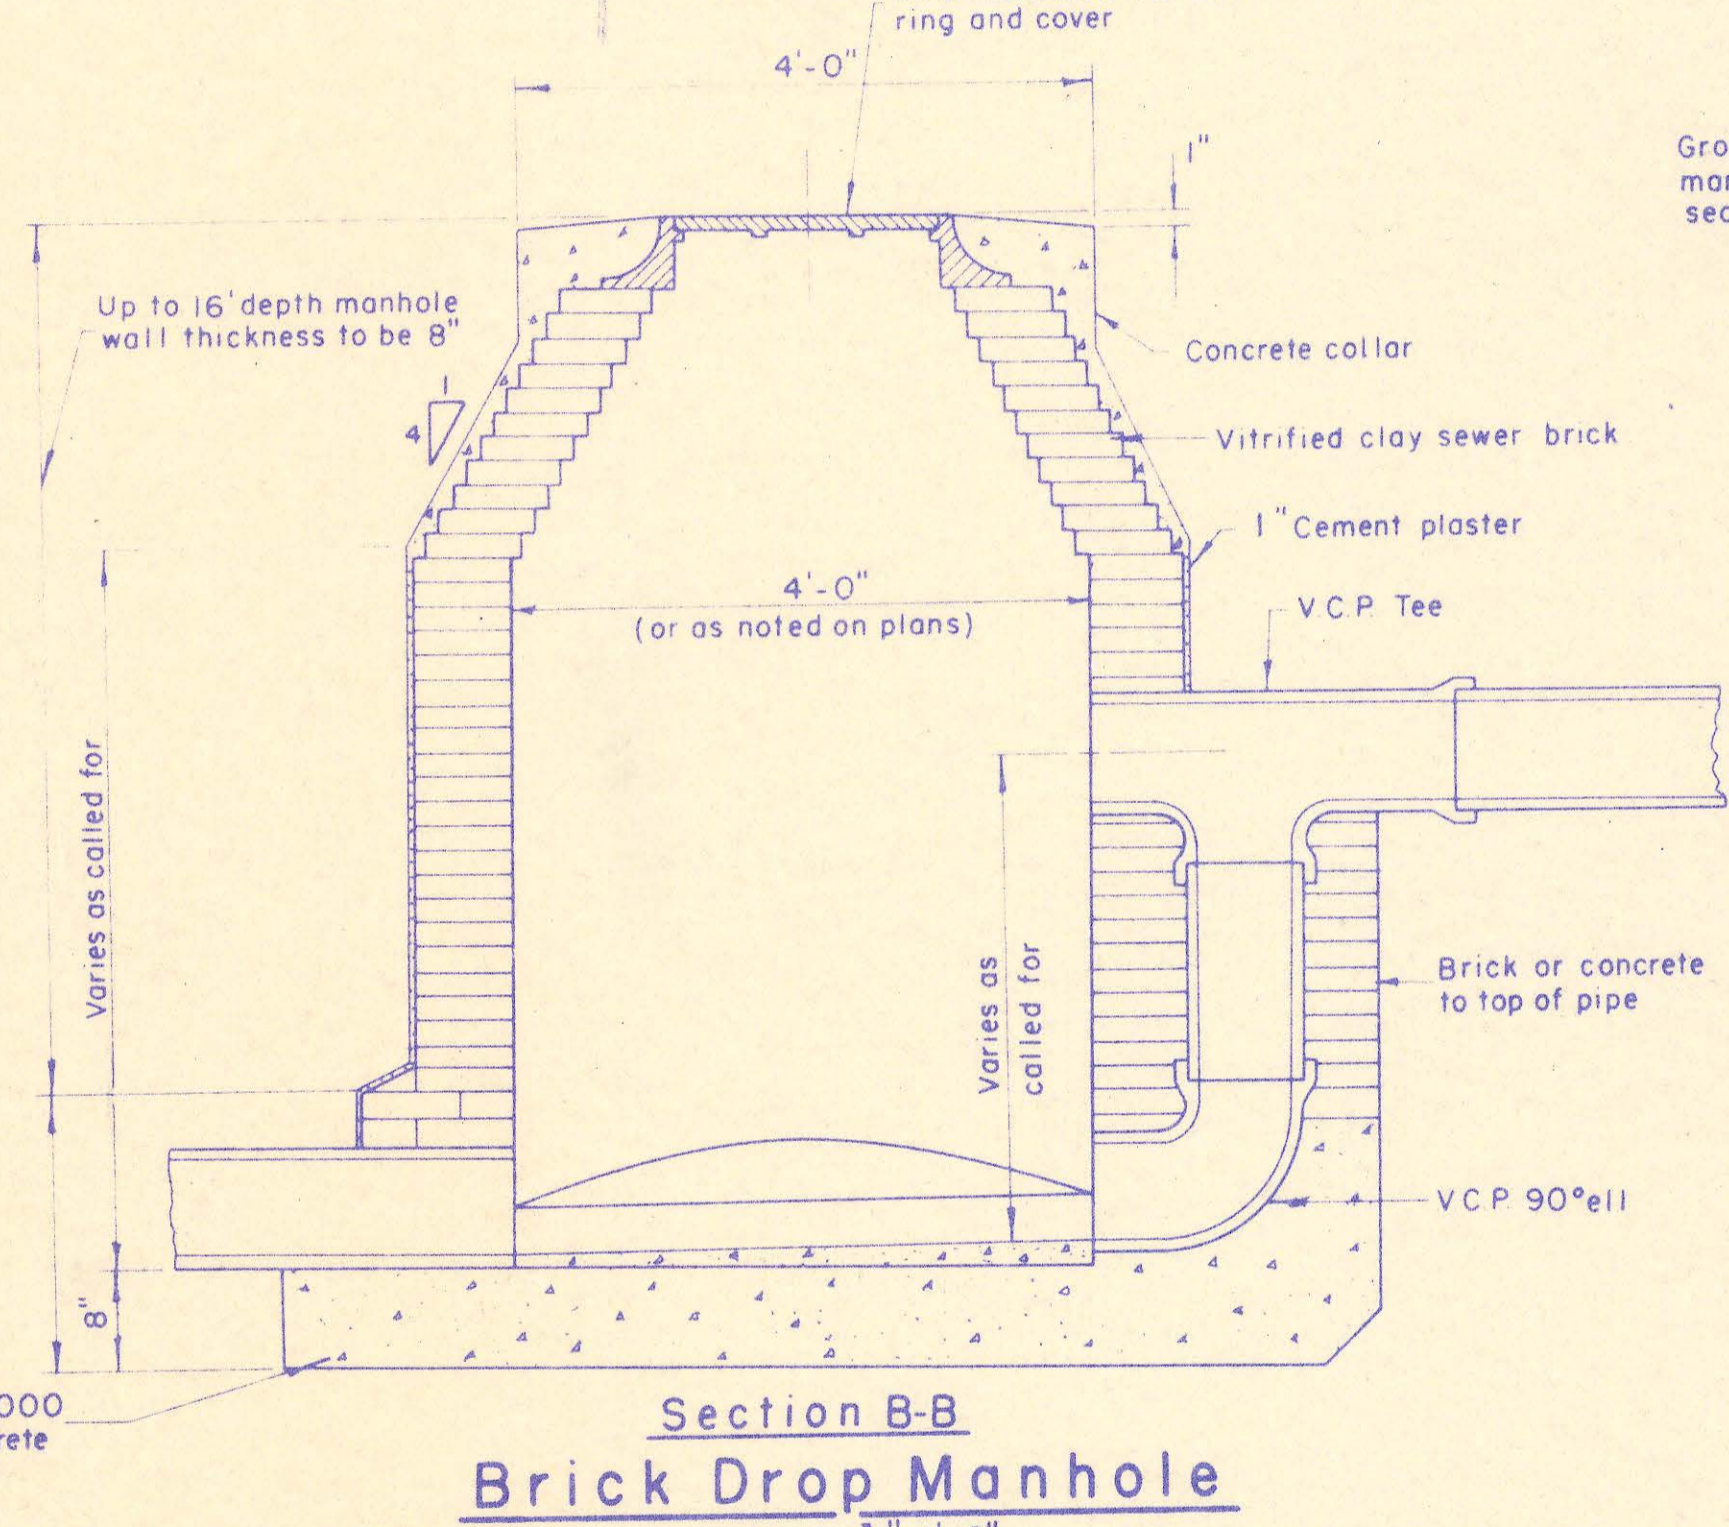 ring and cover
4'-0"
1"
Up to 16' depth manhole
wall thickness to be 8"
1
4
Concrete collar
Vitrified clay sewer brick
1" Cement plaster
V.C.P. Tee
4'-0"
(or as noted on plans)
Varies as called for
Varies as
called for
Brick or concrete
to top of pipe
V.C.P. 90° ell
8"
Section B-B
Brick Drop Manhole